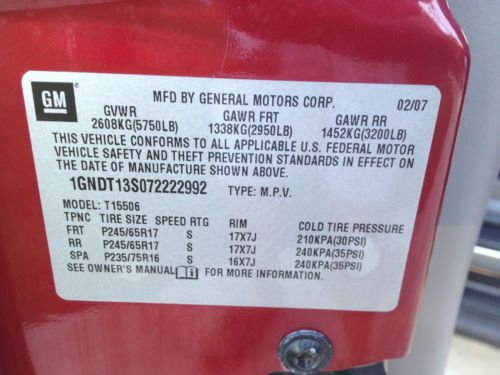 GM
MFD BY GENERAL MOTORS CORP. 02/07
GVWR GAWR FRT GAWR RR
2608KG(5750LB) 1338KG(2950LB) 1452KG(3200LB)
THIS VEHICLE CONFORMS TO ALL APPLICABLE U.S. FEDERAL MOTOR
VEHICLE SAFETY AND THEFT PREVENTION STANDARDS IN EFFECT ON
THE DATE OF MANUFACTURE SHOWN ABOVE.
1GNDT13S072222992 TYPE: M.P.V.
MODEL: T15506
TPNC TIRE SIZE SPEED RTG RIM COLD TIRE PRESSURE
FRT P245/65R17 S 17X7J 210KPA(30PSI)
RR P245/65R17 S 17X7J 240KPA(35PSI)
SPA P235/75R16 S 16X7J 240KPA(35PSI)
SEE OWNER'S MANUAL FOR MORE INFORMATION.